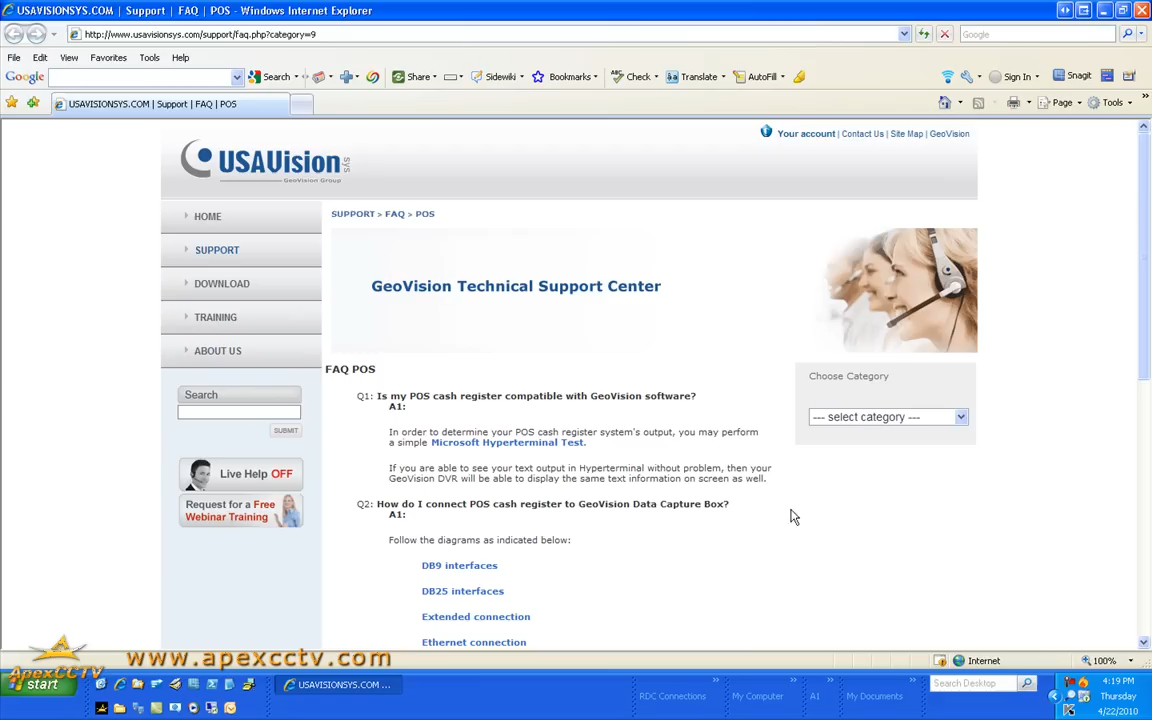 USAVISIONSYS.COM | Support | FAQ | POS - Windows Internet Explorer
http://www.usavisionsys.com/support/faq.php?category=9
Google
File Edit View Favorites Tools Help
Google Search Share Sidewiki Bookmarks Check Translate AutoFill Sign In Snagit
USAVISIONSYS.COM | Support | FAQ | POS
Page Tools
Your account | Contact Us | Site Map | GeoVision
USAVision Sys
GeoVision Group
HOME
SUPPORT
DOWNLOAD
TRAINING
ABOUT US
Search
SUBMIT
Live Help OFF
Request for a Free
Webinar Training
SUPPORT > FAQ > POS
GeoVision Technical Support Center
FAQ POS
Q1: Is my POS cash register compatible with GeoVision software?
A1:
In order to determine your POS cash register system's output, you may perform
a simple Microsoft Hyperterminal Test.
If you are able to see your text output in Hyperterminal without problem, then your
GeoVision DVR will be able to display the same text information on screen as well.
Q2: How do I connect POS cash register to GeoVision Data Capture Box?
A1:
Follow the diagrams as indicated below:
DB9 interfaces
DB25 interfaces
Extended connection
Ethernet connection
Choose Category
--- select category ---
ApexCCTV
www.apexcctv.com
Internet
100%
start
USAVISIONSYS.COM ...
RDC Connections
My Computer
A1
My Documents
Search Desktop
4:19 PM
Thursday
4/22/2010